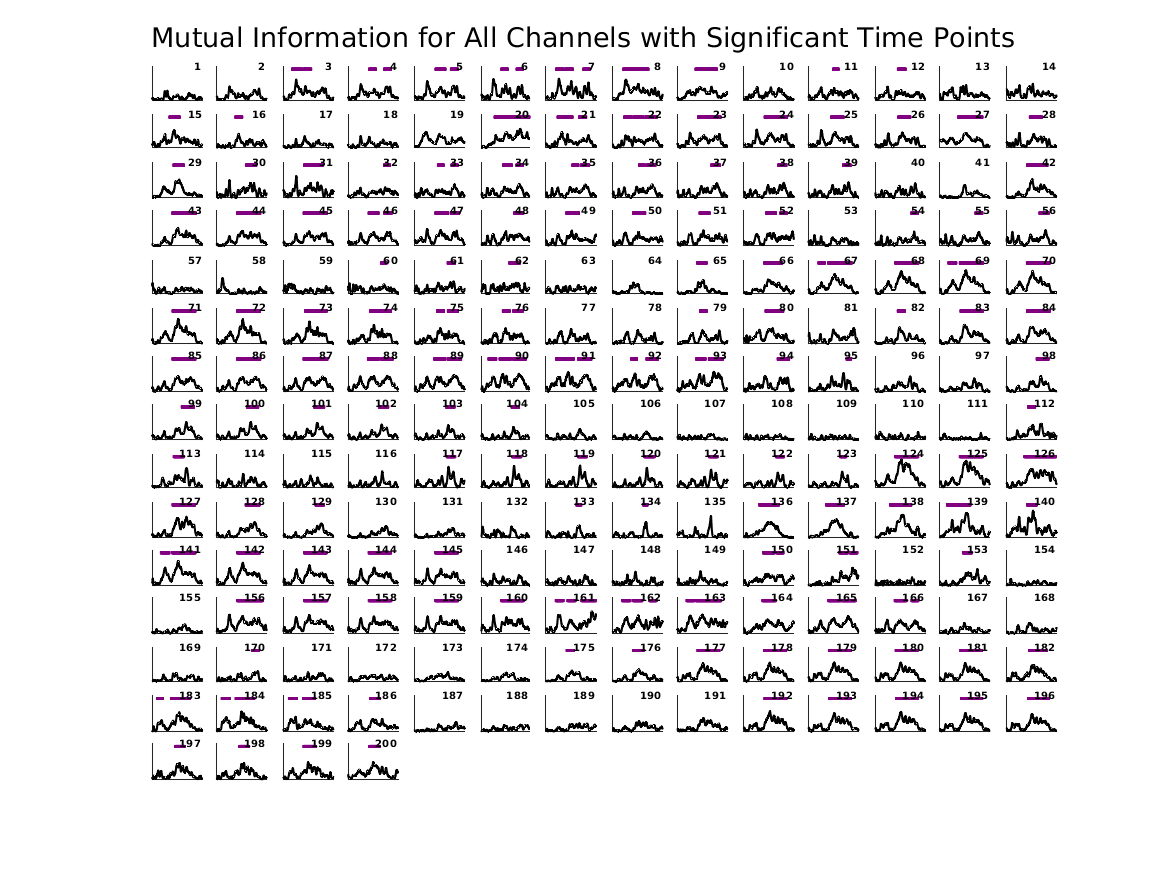 Mutual Information for All Channels with Significant Time Points
1 2 3 4 5 6 7 8 9 10 11 12 13 14
15 16 17 18 19 20 21 22 23 24 25 26 27 28
29 30 31 32 33 34 35 36 37 38 39 40 41 42
43 44 45 46 47 48 49 50 51 52 53 54 55 56
57 58 59 60 61 62 63 64 65 66 67 68 69 70
71 72 73 74 75 76 77 78 79 80 81 82 83 84
85 86 87 88 89 90 91 92 93 94 95 96 97 98
99 100 101 102 103 104 105 106 107 108 109 110 111 112
113 114 115 116 117 118 119 120 121 122 123 124 125 126
127 128 129 130 131 132 133 134 135 136 137 138 139 140
141 142 143 144 145 146 147 148 149 150 151 152 153 154
155 156 157 158 159 160 161 162 163 164 165 166 167 168
169 170 171 172 173 174 175 176 177 178 179 180 181 182
183 184 185 186 187 188 189 190 191 192 193 194 195 196
197 198 199 200